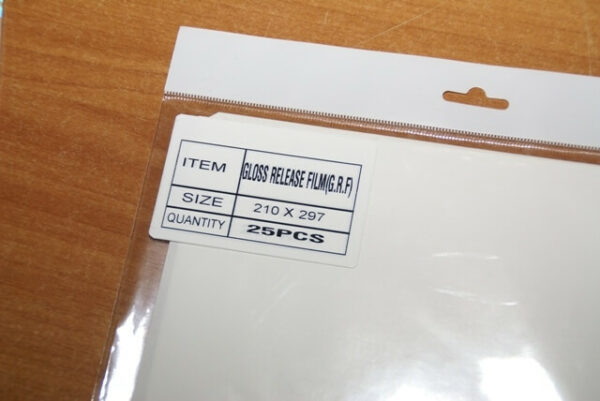 ITEM GLOSS RELEASE FILM(G.R.F)
SIZE 210 X 297
QUANTITY 25PCS